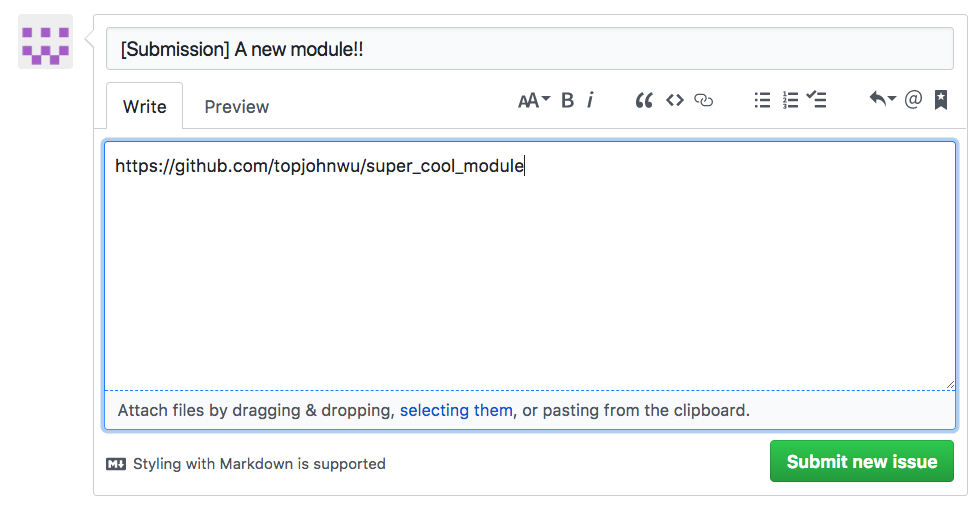 [Submission] A new module!!
Write Preview AA B i @
https://github.com/topjohnwu/super_cool_module
Attach files by dragging & dropping, selecting them, or pasting from the clipboard.
M Styling with Markdown is supported
Submit new issue